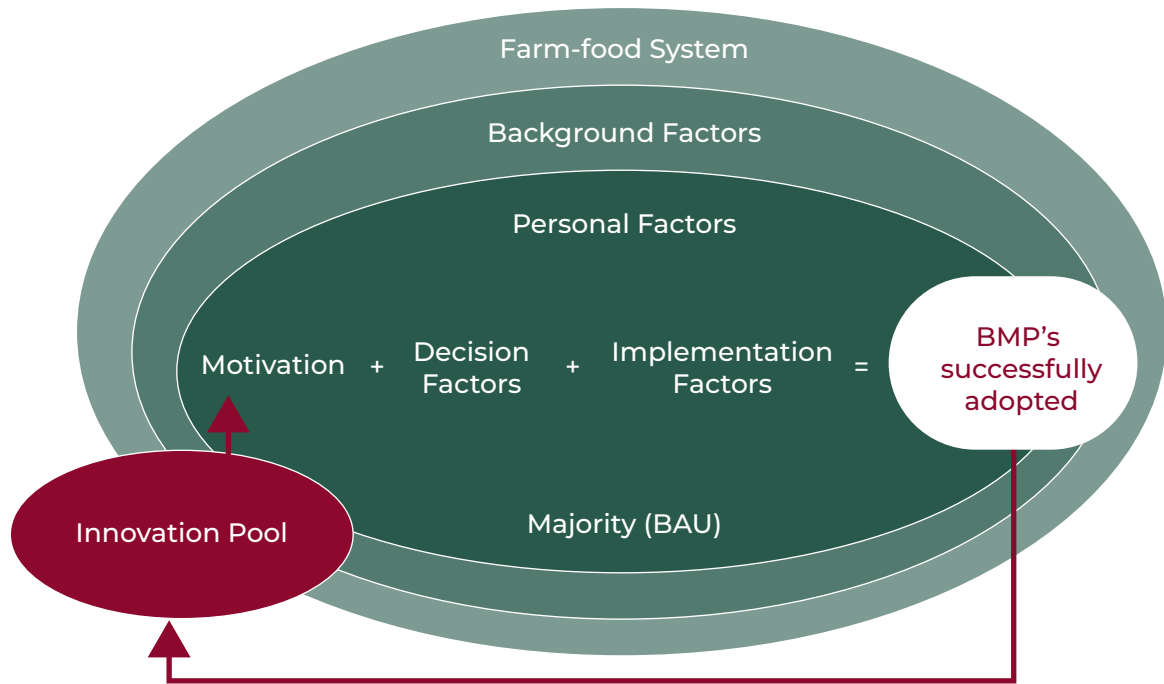 Farm-food System
Background Factors
Personal Factors
Motivation + Decision Factors + Implementation Factors = BMP's successfully adopted
Innovation Pool
Majority (BAU)